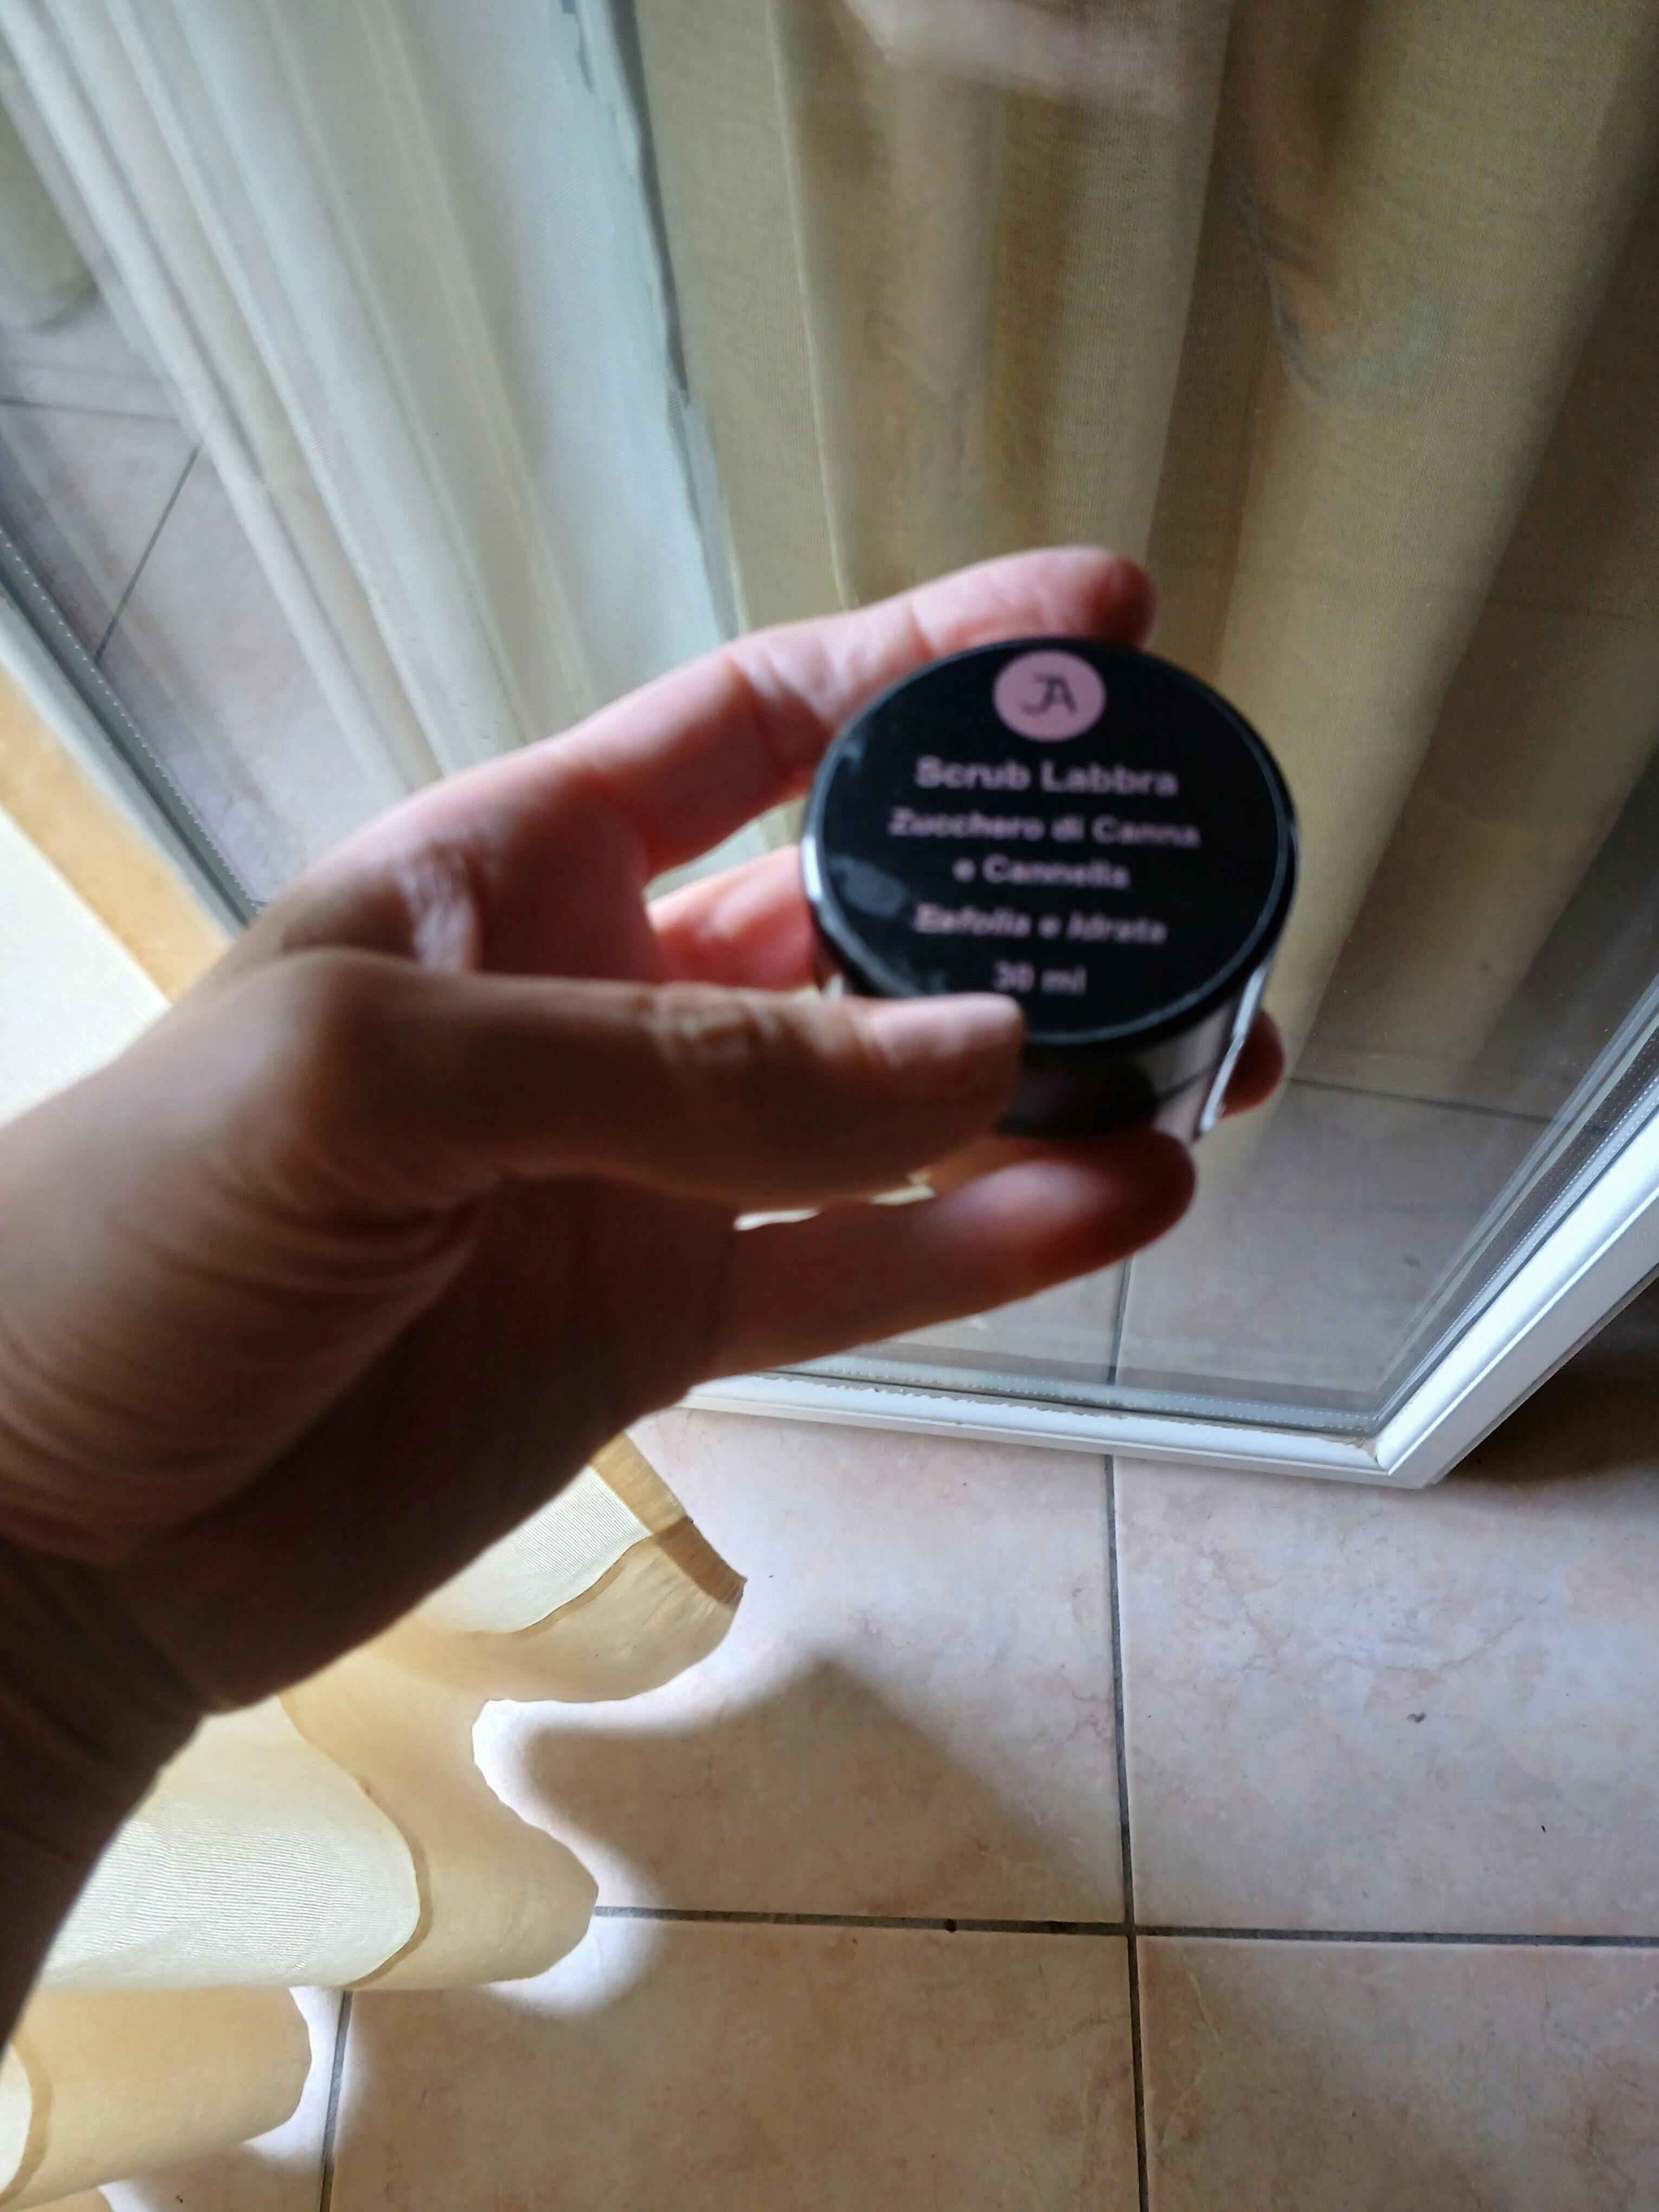 JA
Scrub Labbra
Zucchero di Canna
e Cannella
Esfolia e Idrata
30 ml